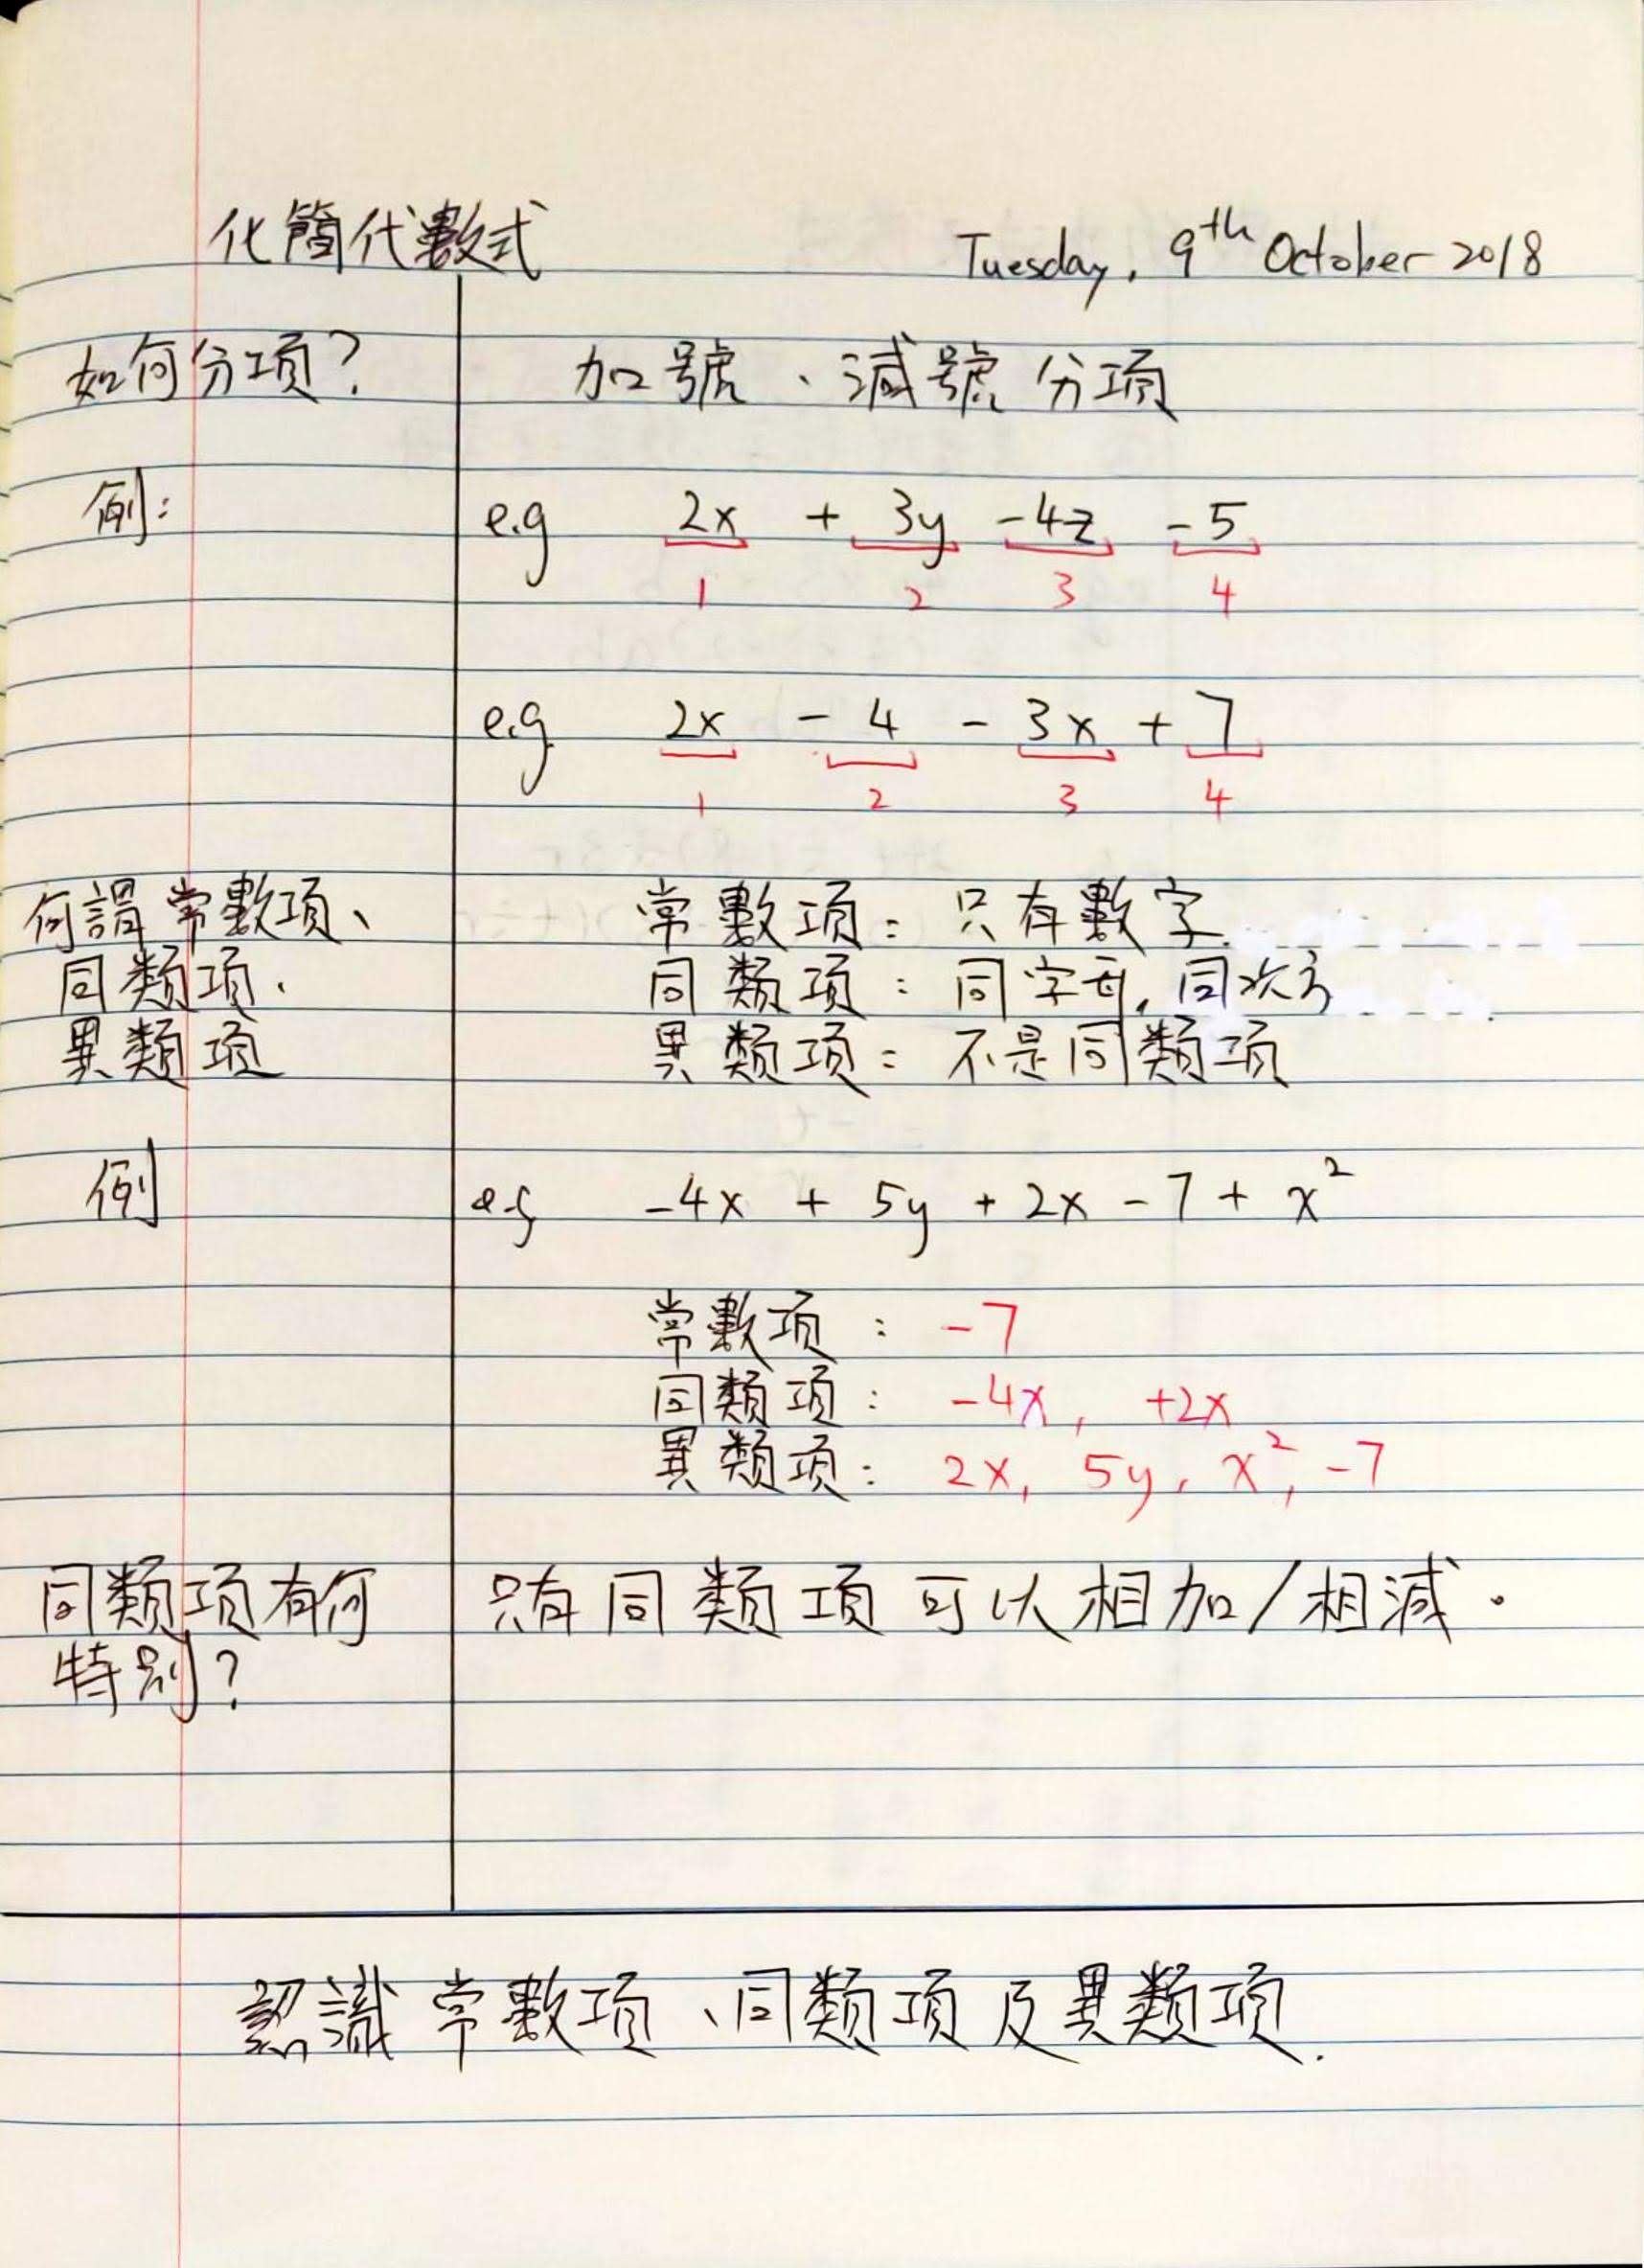 化簡代數式 Tuesday, 9th October 2018
如何分項? 加號、減號分項
例: e.g 2x + 3y -4z -5
1 2 3 4
e.g 2x - 4 - 3x + 7
1 2 3 4
何謂常數項、 常數項: 只有數字.
同類項、 同類項: 同字母, 同次方
異類項 異類項: 不是同類項
例 e.g -4x + 5y + 2x - 7 + x²
常數項: -7
同類項: -4x, +2x
異類項: 2x, 5y, x², -7
同類項有何 只有同類項可以相加/相減.
特別?
認識常數項、同類項及異類項.